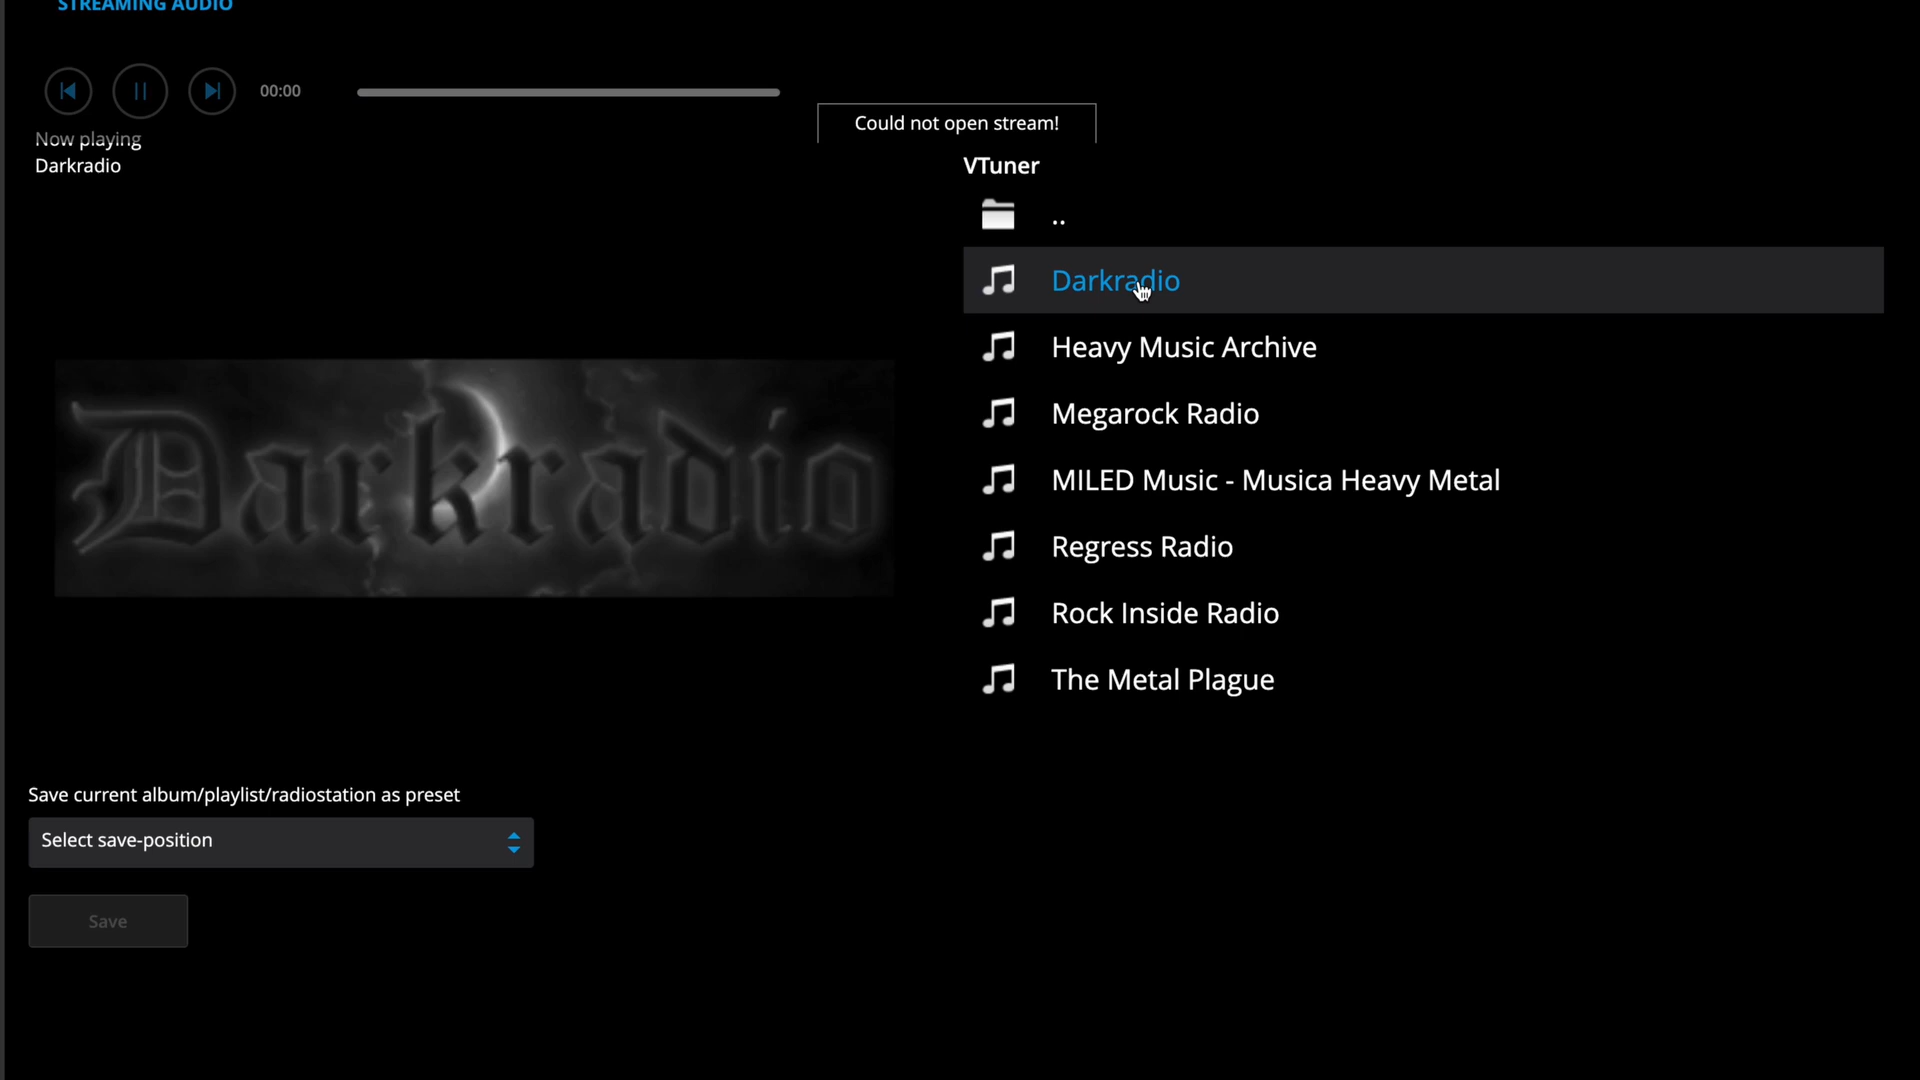 STREAMING AUDIO
00:00
Could not open stream!
Now playing
Darkradio
VTuner
..
Darkradio
Heavy Music Archive
Megarock Radio
MILED Music - Musica Heavy Metal
Regress Radio
Rock Inside Radio
The Metal Plague
Darkradio
Save current album/playlist/radiostation as preset
Select save-position
Save